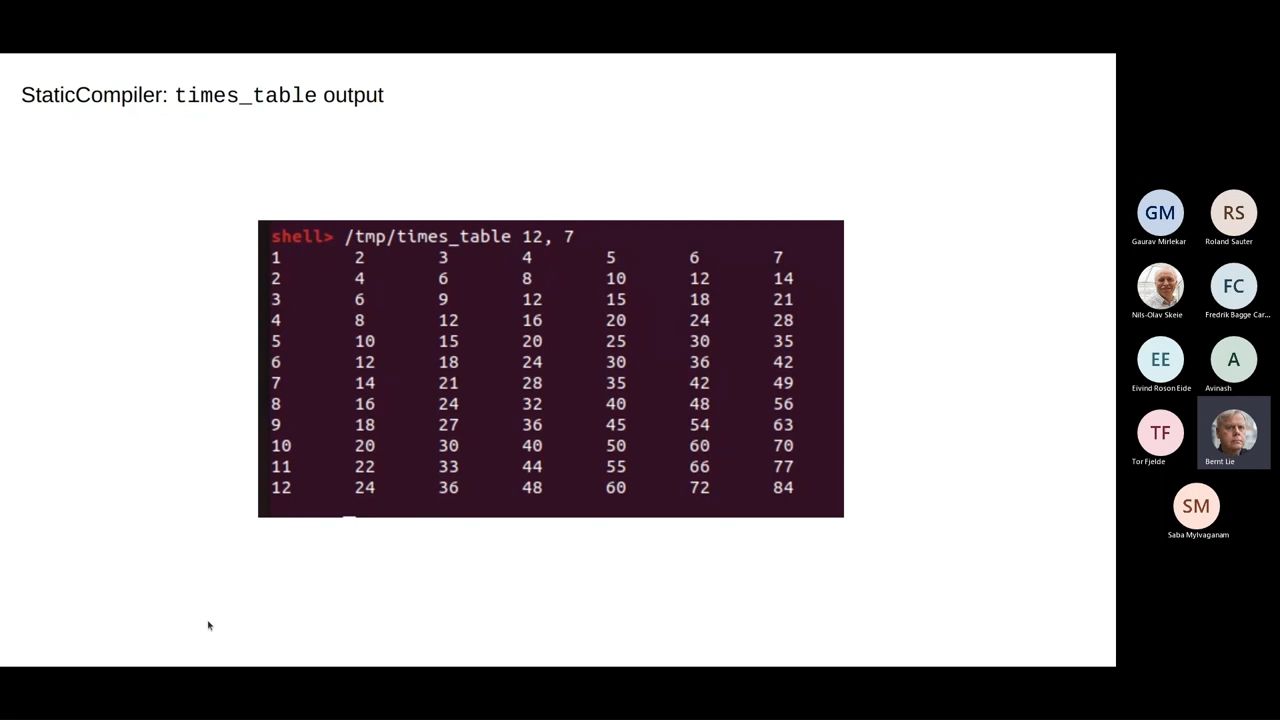 StaticCompiler: times_table output
shell> /tmp/times_table 12, 7
1 2 3 4 5 6 7
2 4 6 8 10 12 14
3 6 9 12 15 18 21
4 8 12 16 20 24 28
5 10 15 20 25 30 35
6 12 18 24 30 36 42
7 14 21 28 35 42 49
8 16 24 32 40 48 56
9 18 27 36 45 54 63
10 20 30 40 50 60 70
11 22 33 44 55 66 77
12 24 36 48 60 72 84
GM RS
Gaurav Mirlekar Roland Sauter
FC
Nils-Olav Skeie Fredrik Bagge Car...
EE A
Eivind Roson Eide Avinash
TF
Tor Fjelde Bernt Lie
SM
Saba Mylvaganam